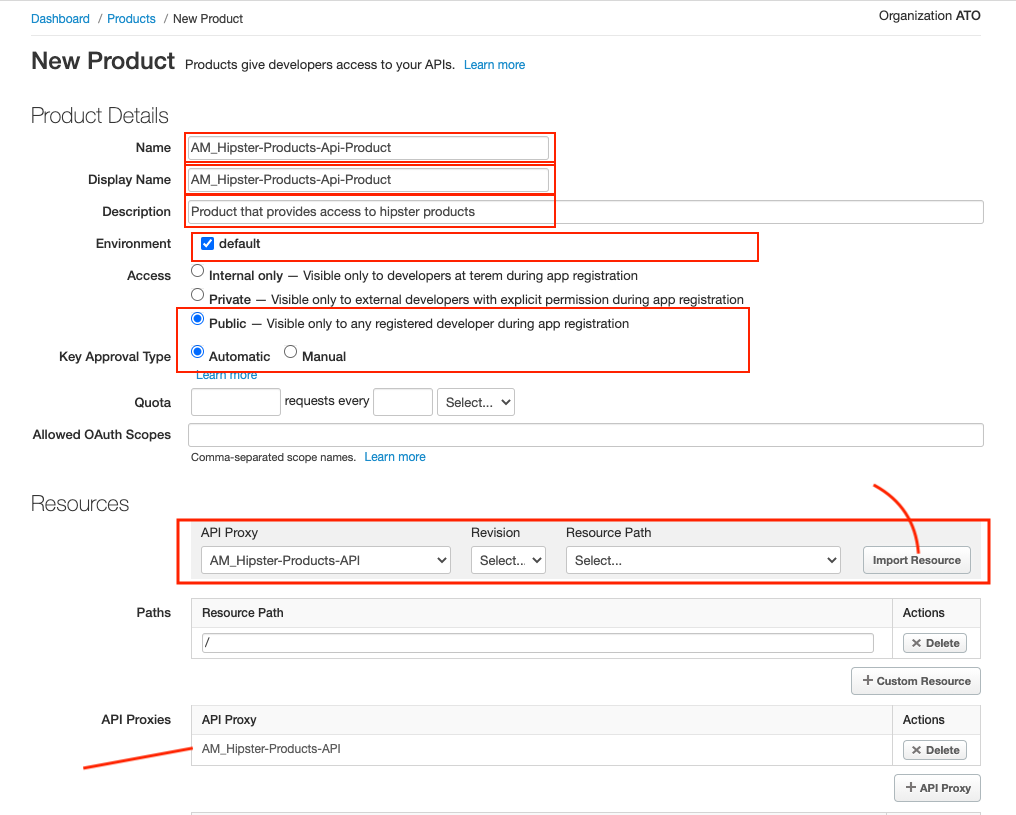 Dashboard / Products / New Product
Organization ATO
New Product Products give developers access to your APIs. Learn more
Product Details
Name AM_Hipster-Products-Api-Product
Display Name AM_Hipster-Products-Api-Product
Description Product that provides access to hipster products
Environment default
Access Internal only — Visible only to developers at terem during app registration
Private — Visible only to external developers with explicit permission during app registration
Public — Visible only to any registered developer during app registration
Key Approval Type Automatic Manual
Learn more
Quota requests every Select...
Allowed OAuth Scopes
Comma-separated scope names. Learn more
Resources
API Proxy Revision Resource Path
AM_Hipster-Products-API Select... Select... Import Resource
Paths Resource Path Actions
/ × Delete
+ Custom Resource
API Proxies API Proxy Actions
AM_Hipster-Products-API × Delete
+ API Proxy